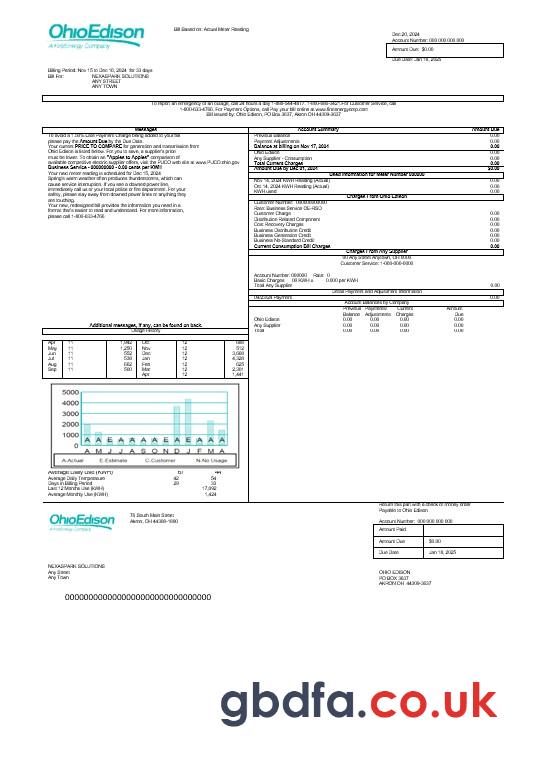 OhioEdison
A FirstEnergy Company
Bill Based on: Actual Meter Reading
Dec 20, 2024
Account Number: 000 000 000 000
Amount Due: $0.00
Due Date: Jan 18, 2025
Billing Period: Nov 15 to Dec 16, 2024 for 33 days
Bill For: NEXASPARK SOLUTIONS
ANY STREET
ANY TOWN
To report an emergency or an outage, call 24 hours a day
For Customer Service, call
1-800-633-4766. For Payment Options, call
Pay your bill online at www.firstenergycorp.com
Bill issued by: Ohio Edison, PO Box 3637, Akron OH 44309-3637
Messages
To avoid a 1.50% Late Payment Charge being added to your bill
please pay the Amount Due by the Due Date.
Your current PRICE TO COMPARE for generation and transmission from
Ohio Edison is listed below. For you to save, a supplier's price
must be lower. To obtain an "Apples to Apples" comparison of
available competitive electric supplier offers, visit the PUCO web site at www.PUCO.ohio.gov
Business Service - 000000000 - 0.00 cents per KWH
Your next meter reading is scheduled for Dec 15, 2024
Spring's warm weather often produces thunderstorms, which can
cause service interruptions. If you see a downed power line,
immediately call us or your local police or fire department. For your
safety, please stay away from downed power lines or anything they
are touching.
Your new, redesigned bill provides the information you need in a
format that's easier to read and understand. For more information,
please call 1-800-633-4766
Additional messages, if any, can be found on back.
Account Summary Amount Due
Previous Balance 0.00
Payments/Adjustments 0.00
Balance at billing on Nov 17, 2024 0.00
Ohio Edison 0.00
Any Supplier - Consumption 0.00
Total Current Charges 0.00
Amount Due by Dec 01, 2024 $0.00
Used Information for Meter Number 000000
Nov 14, 2024 KWH Reading (Actual) 0.00
Oct 14, 2024 KWH Reading (Actual) 0.00
KWH used 0.00
Charges From Ohio Edison
Customer Number: 00000000000
Rate: Business Service OE-RSD
Customer Charge 0.00
Distribution Related Component 0.00
Cost Recovery Charges 0.00
Business Distribution Credit 0.00
Business Generation Credit 0.00
Business No-Standard Credit 0.00
Current Consumption Bill Charges 0.00
Charges From Any Supplier
00 Any Street Anytown, OH 0000
Customer Service: 1-000-000-0000
Account Number: 000000 Rate: 0
Basic Charges 00 KWH x 0.000 per KWH
Total Any Supplier 0.00
Detail Payment and Adjustment Information
04/23/24 Payment 0.00
Account Balances by Company
Previous Balance Payments/ Adjustments Current Charges Amount Due
Ohio Edison 0.00 0.00 0.00 0.00
Any Supplier 0.00 0.00 0.00 0.00
Total 0.00 0.00 0.00 0.00
Usage History
Apr 11 Oct 12
May 11 1,250 Nov 12 512
Jun 11 552 Dec 12 3,688
Jul 11 538 Jan 12 4,328
Aug 11 662 Feb 12 625
Sep 11 580 Mar 12 2,301
Apr 12 1,441
5000
4000
3000
2000
1000
0
A A E A E A E A E A E A A
A M J J A S O N D J F M A
A-Actual E-Estimate C-Customer N-No Usage
Average Daily Use (KWH) 61 44
Average Daily Temperature 42 54
Days in Billing Period 29 33
Last 12 Months Use (KWH) 17,092
Average Monthly Use (KWH) 1,424
OhioEdison
A FirstEnergy Company
76 South Main Street
Akron, OH 44308-1890
Return this part with a check or money order
Payable to Ohio Edison
Account Number: 000 000 000 000
Amount Paid
Amount Due $0.00
Due Date Jan 18, 2025
NEXASPARK SOLUTIONS
Any Street
Any Town
OHIO EDISON
PO BOX 3637
AKRON OH 44309-3637
0000000000000000000000000000000
gbdfa.co.uk